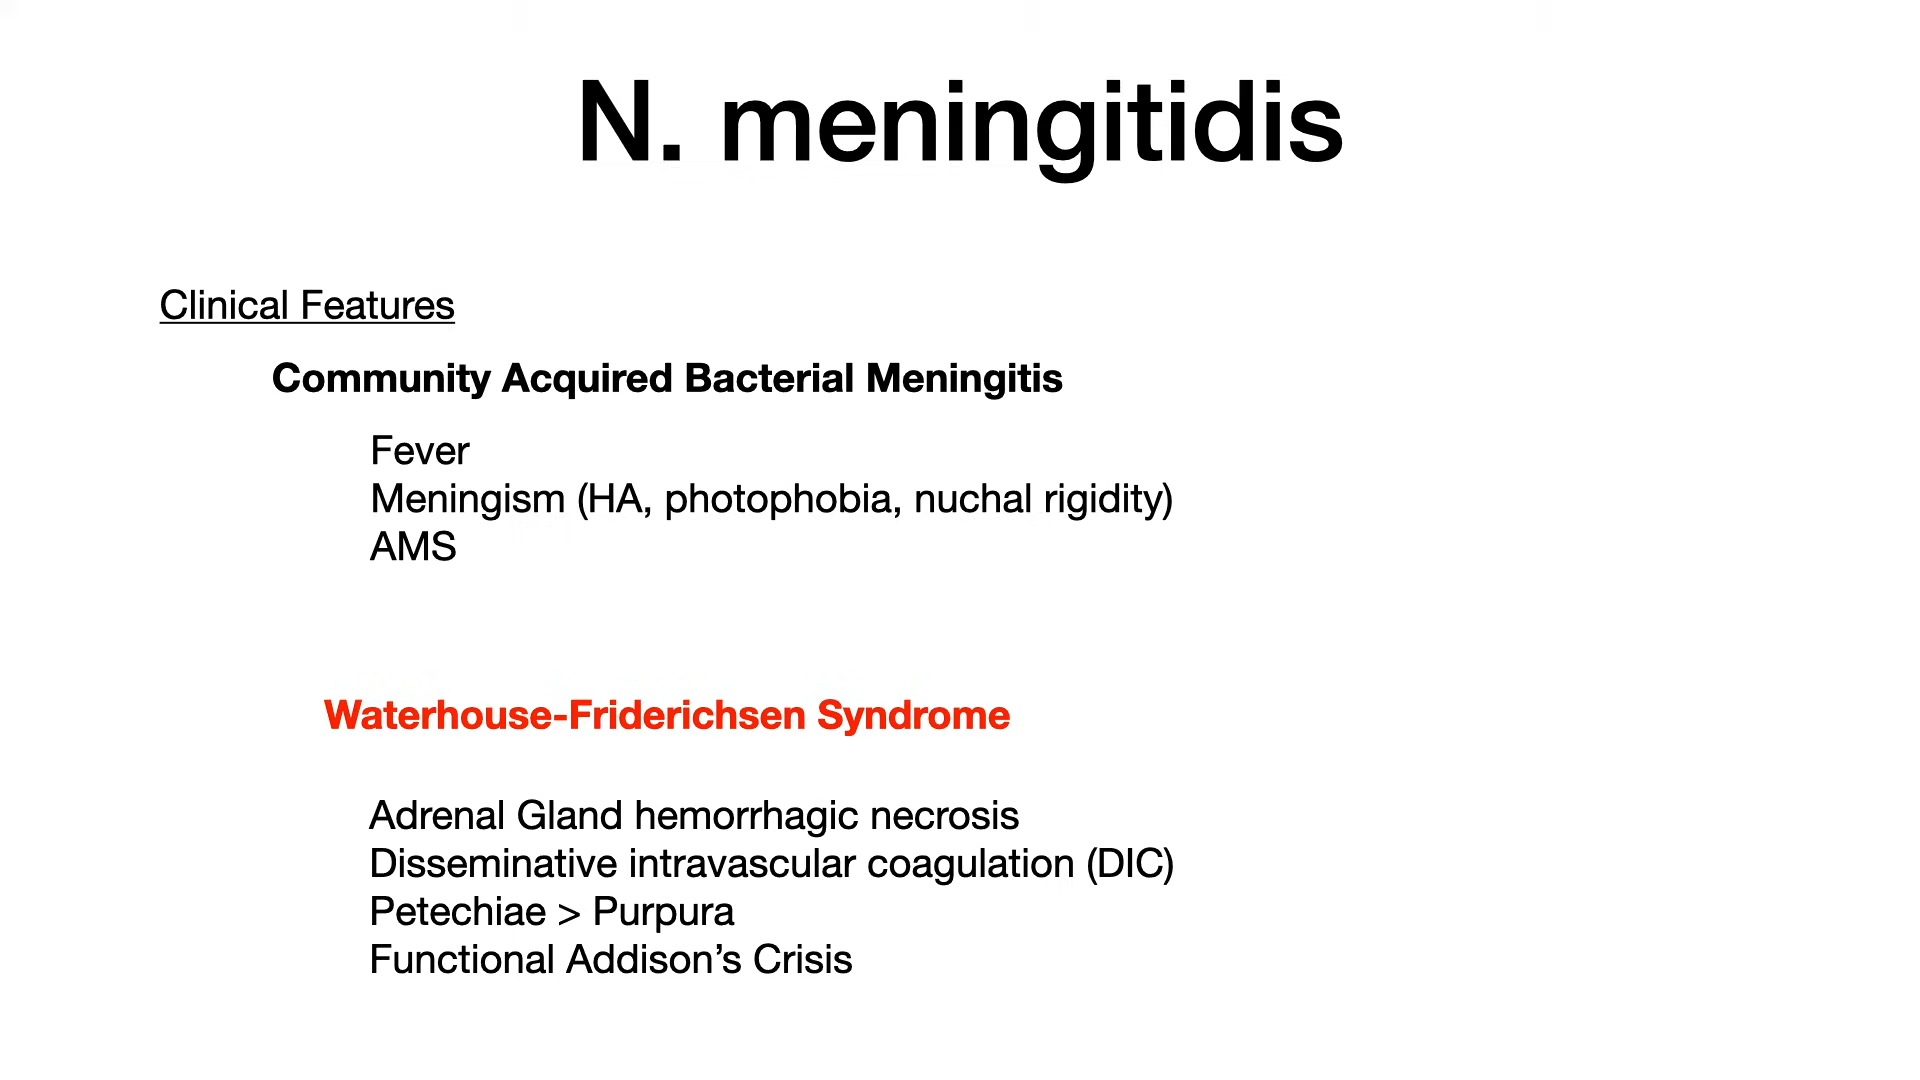 N. meningitidis
Clinical Features
Community Acquired Bacterial Meningitis
Fever
Meningism (HA, photophobia, nuchal rigidity)
AMS
Waterhouse-Friderichsen Syndrome
Adrenal Gland hemorrhagic necrosis
Disseminative intravascular coagulation (DIC)
Petechiae > Purpura
Functional Addison’s Crisis